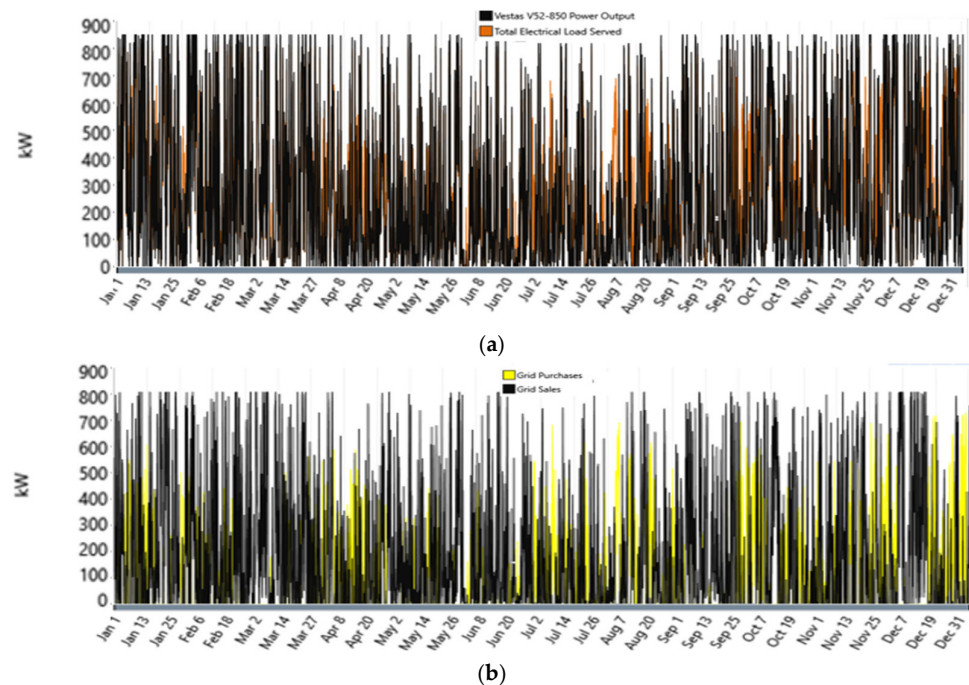 Vestas V52-850 Power Output
Total Electrical Load Served
900
800
700
600
500
400
300
200
100
0
kW
Jan 1
Jan 13
Jan 25
Feb 6
Feb 18
Mar 2
Mar 14
Mar 27
Apr 8
Apr 20
May 2
May 14
May 26
Jun 8
Jun 20
Jul 2
Jul 14
Jul 26
Aug 7
Aug 20
Sep 1
Sep 13
Sep 25
Oct 7
Oct 19
Nov 1
Nov 13
Nov 25
Dec 7
Dec 19
Dec 31
(a)
Grid Purchases
Grid Sales
900
800
700
600
500
400
300
200
100
0
kW
Jan 1
Jan 13
Jan 25
Feb 6
Feb 18
Mar 2
Mar 14
Mar 27
Apr 8
Apr 20
May 2
May 14
May 26
Jun 8
Jun 20
Jul 2
Jul 14
Jul 26
Aug 7
Aug 20
Sep 1
Sep 13
Sep 25
Oct 7
Oct 19
Nov 1
Nov 13
Nov 25
Dec 7
Dec 19
Dec 31
(b)